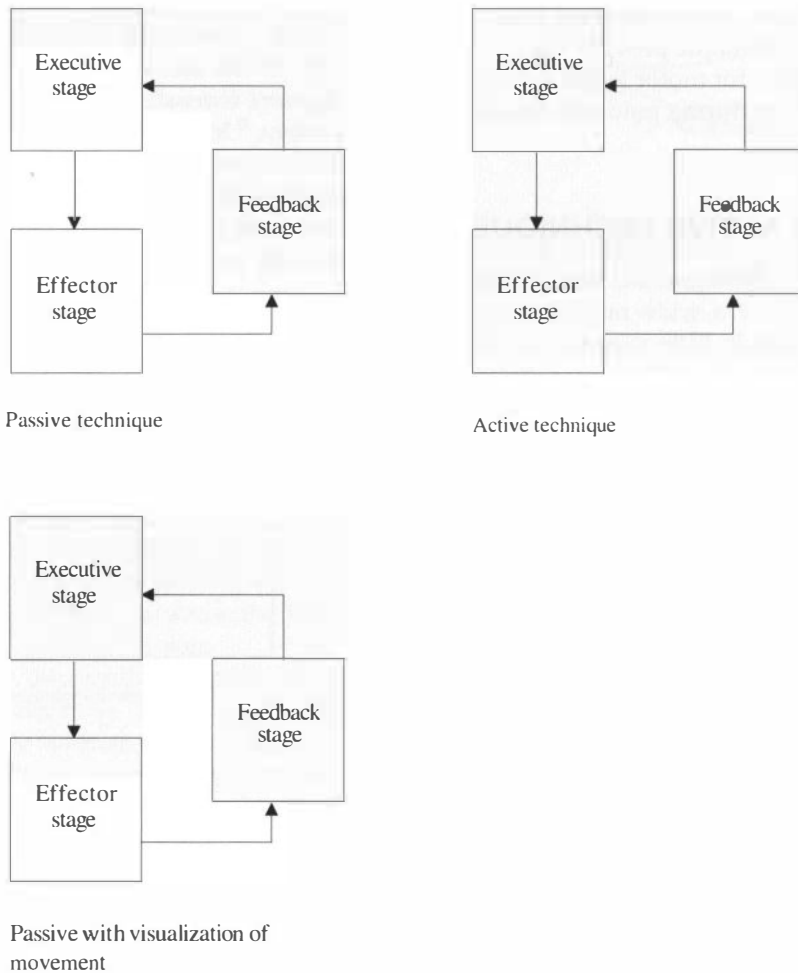 Executive
stage
Feedback
stage
Effector
stage
Passive technique
Executive
stage
Feedback
stage
Effector
stage
Active technique
Executive
stage
Feedback
stage
Effector
stage
Passive with visualization of
movement